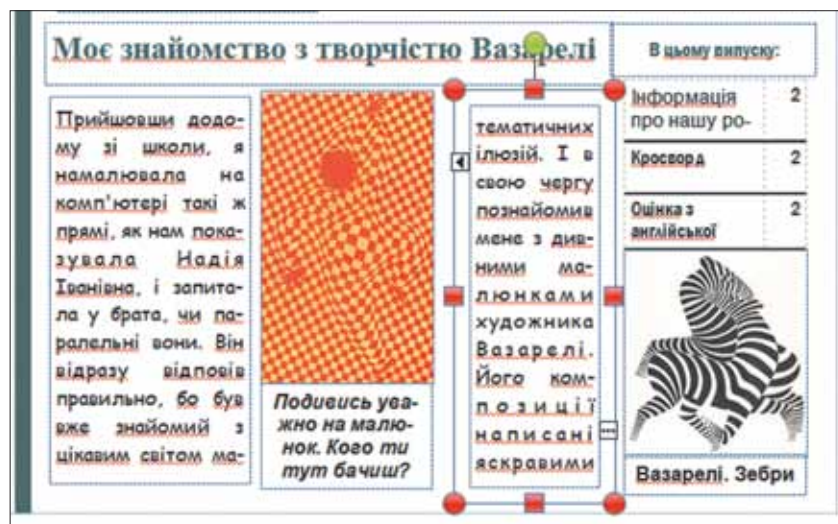 Моє знайомство з творчістю Вазарелі
Прийшовши додо-
му зі школи, я
намалювала на
комп'ютері такі ж
прямі, як нам пока-
зувала Надія
Іванівна, і запита-
ла у брата, чи па-
ралельні вони. Він
відразу відповів
правильно, бо був
вже знайомий з
цікавим світом ма-
Подивись ува-
жно на малю-
нок. Кого ти
тут бачиш?
тематичних
ілюзій. І в
свою чергу
познайомив
мене з див-
ними ма-
люнками
художника
Вазарелі.
Його ком-
позиції
написані
яскравими
В цьому випуску:
Інформація 2
про нашу ро-
Кросворд 2
Оцінка з 2
англійської
Вазарелі. Зебри